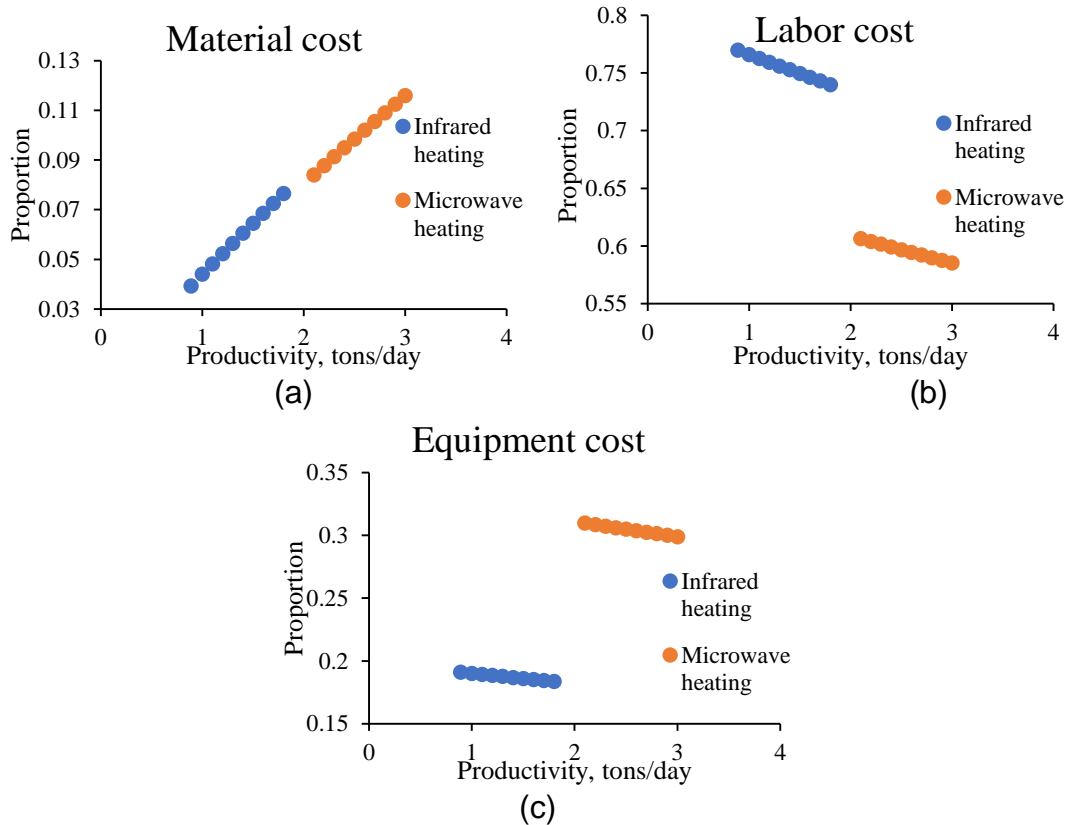 Material cost
0.13
0.11
0.09
0.07
0.05
0.03
Proportion
0
1
2
3
4
Productivity, tons/day
Infrared
heating
Microwave
heating
(a)
Labor cost
0.8
0.75
0.7
0.65
0.6
0.55
Proportion
0
1
2
3
4
Productivity, tons/day
Infrared
heating
Microwave
heating
(b)
Equipment cost
0.35
0.3
0.25
0.2
0.15
Proportion
0
1
2
3
4
Productivity, tons/day
Infrared
heating
Microwave
heating
(c)